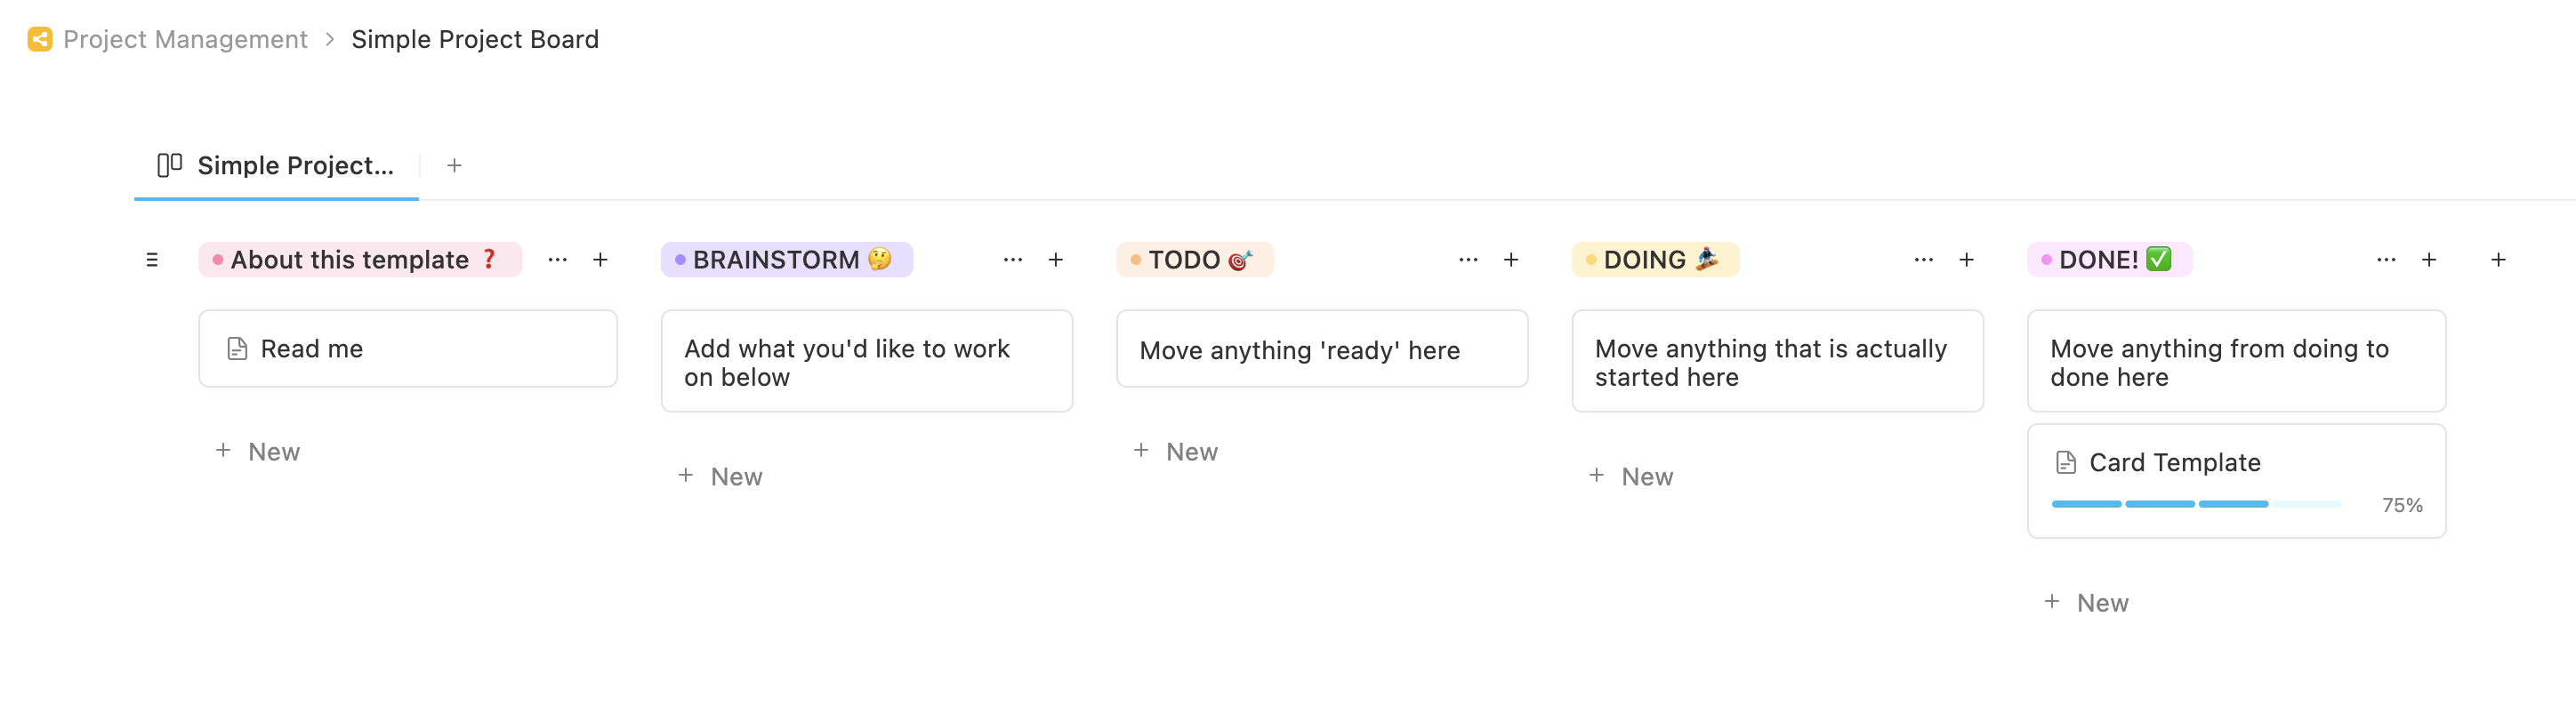 Project Management > Simple Project Board
Simple Project...
About this template ❓
Read me
+ New
BRAINSTORM 🤔
Add what you'd like to work
on below
+ New
TODO 🎯
Move anything 'ready' here
+ New
DOING 🏂
Move anything that is actually
started here
+ New
DONE! ✅
Move anything from doing to
done here
Card Template
75%
+ New